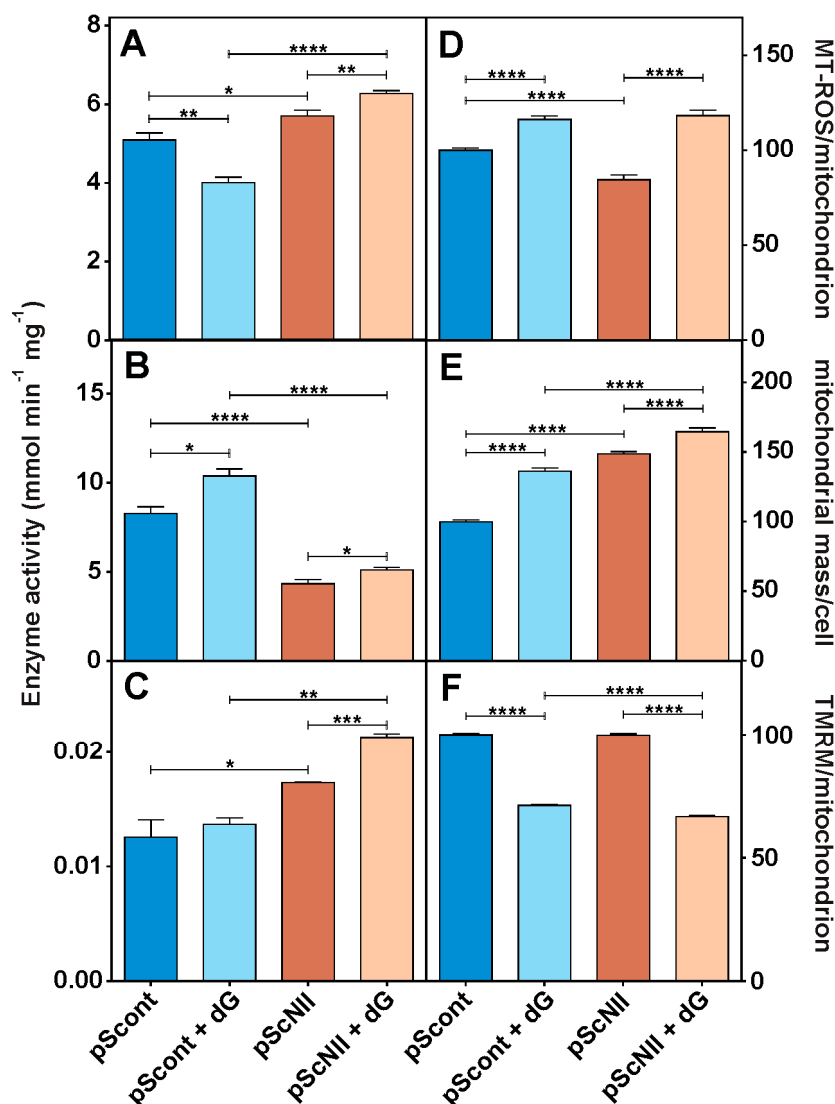 Enzyme activity (mmol min⁻¹ mg⁻¹)
A
8
6
4
2
0
****
**
*
**
B
15
10
5
0
****
****
*
*
C
0.02
0.01
0.00
**
***
*
D
150
100
50
0
MT-ROS/mitochondrion
****
****
****
E
200
150
100
50
0
mitochondrial mass/cell
****
****
****
****
F
100
50
0
TMRM/mitochondrion
****
****
****
pScont
pScont + dG
pScNII
pScNII + dG
pScont
pScont + dG
pScNII
pScNII + dG